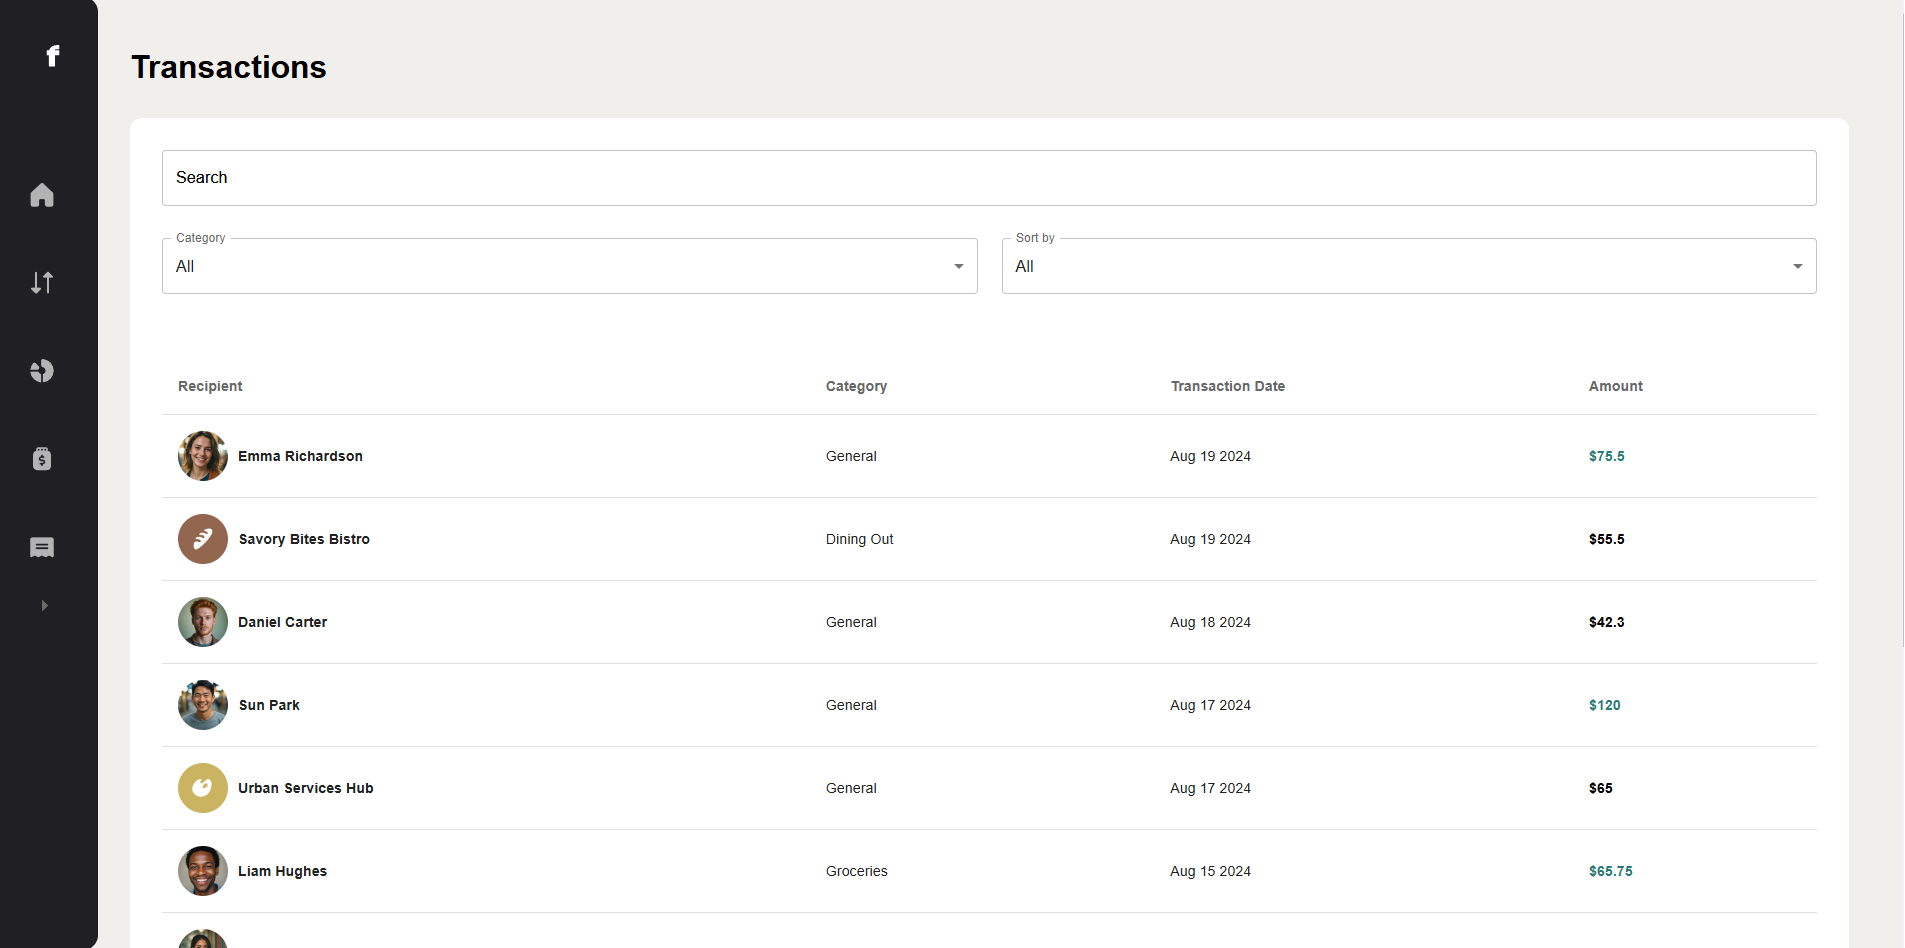 f
Transactions
Search
Category
All
Sort by
All
Recipient Category Transaction Date Amount
Emma Richardson General Aug 19 2024 $75.5
Savory Bites Bistro Dining Out Aug 19 2024 $55.5
Daniel Carter General Aug 18 2024 $42.3
Sun Park General Aug 17 2024 $120
Urban Services Hub General Aug 17 2024 $65
Liam Hughes Groceries Aug 15 2024 $65.75